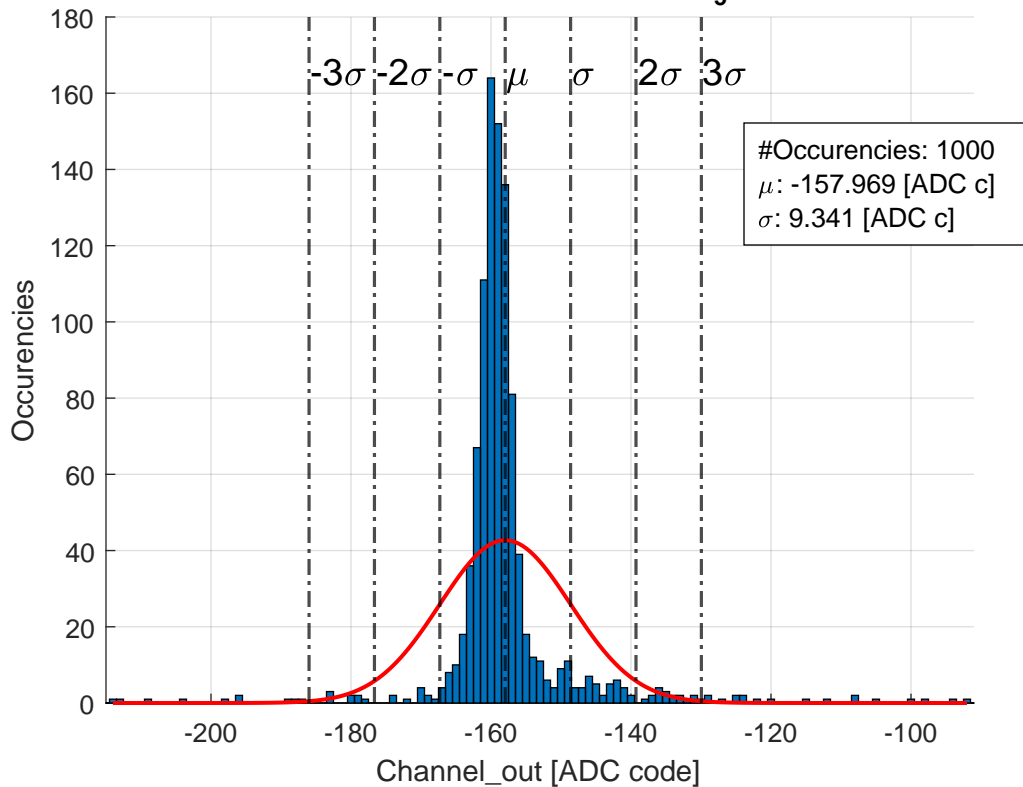 180
160
140
120
100
80
60
40
20
0
-3σ -2σ -σ μ σ 2σ 3σ
#Occurencies: 1000
μ: -157.969 [ADC c]
σ: 9.341 [ADC c]
Occurencies
-200 -180 -160 -140 -120 -100
Channel_out [ADC code]